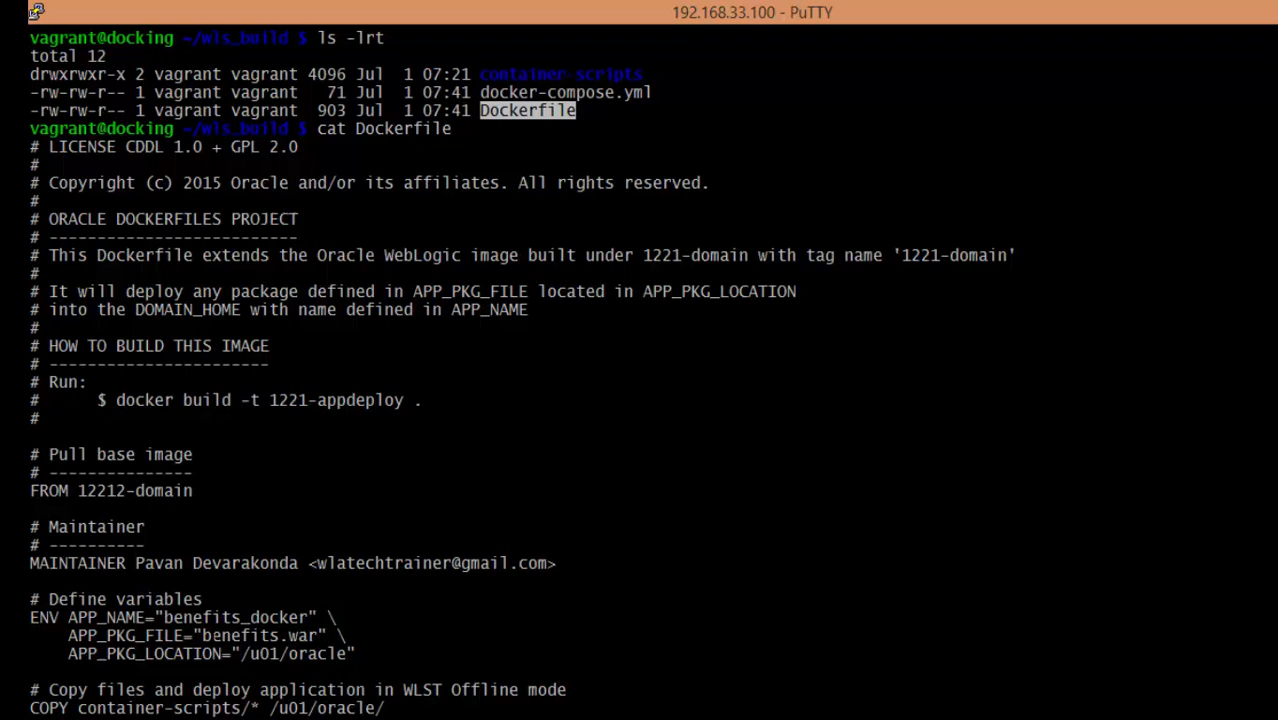 192.168.33.100 - PuTTY
vagrant@docking ~/wls_build $ ls -lrt
total 12
drwxrwxr-x 2 vagrant vagrant 4096 Jul  1 07:21 container-scripts
-rw-rw-r-- 1 vagrant vagrant   71 Jul  1 07:41 docker-compose.yml
-rw-rw-r-- 1 vagrant vagrant  903 Jul  1 07:41 Dockerfile
vagrant@docking ~/wls_build $ cat Dockerfile
# LICENSE CDDL 1.0 + GPL 2.0
#
# Copyright (c) 2015 Oracle and/or its affiliates. All rights reserved.
#
# ORACLE DOCKERFILES PROJECT
# --------------------------
# This Dockerfile extends the Oracle WebLogic image built under 1221-domain with tag name '1221-domain'
#
# It will deploy any package defined in APP_PKG_FILE located in APP_PKG_LOCATION
# into the DOMAIN_HOME with name defined in APP_NAME
#
# HOW TO BUILD THIS IMAGE
# -----------------------
# Run:
#      $ docker build -t 1221-appdeploy .
#
# Pull base image
# ---------------
FROM 12212-domain
# Maintainer
# ----------
MAINTAINER Pavan Devarakonda <wlatechtrainer@gmail.com>
# Define variables
ENV APP_NAME="benefits_docker" \
    APP_PKG_FILE="benefits.war" \
    APP_PKG_LOCATION="/u01/oracle"
# Copy files and deploy application in WLST Offline mode
COPY container-scripts/* /u01/oracle/